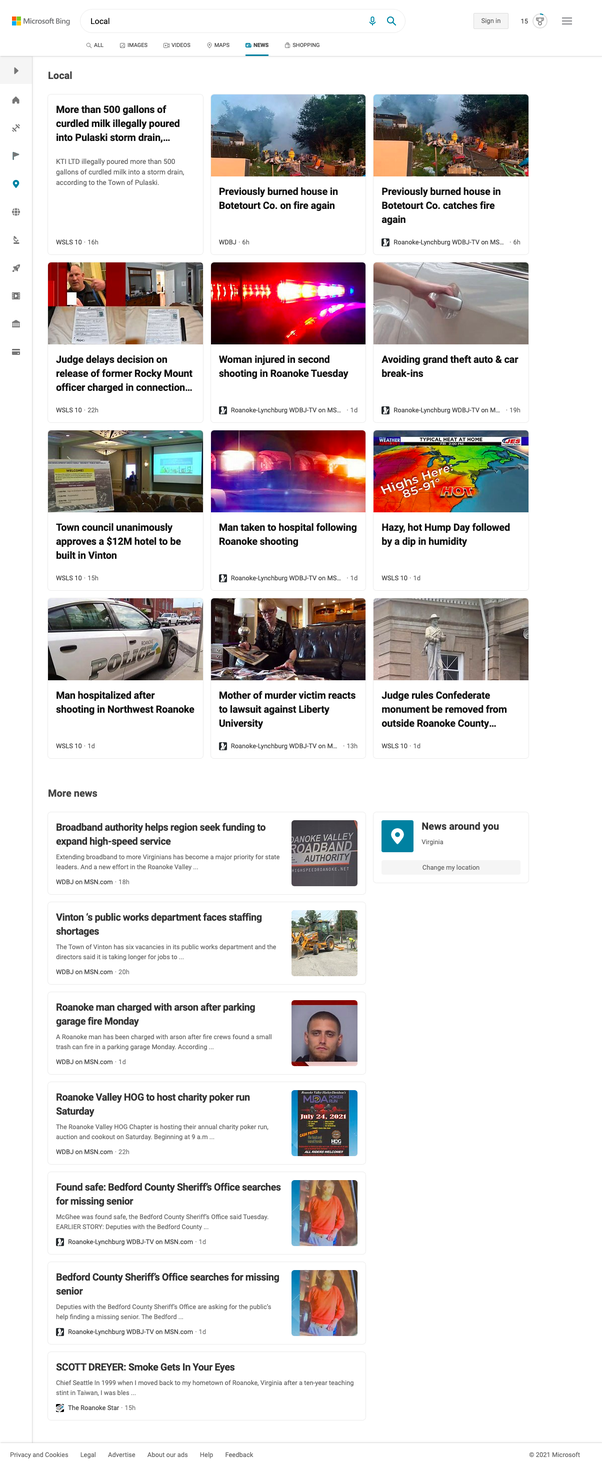 Microsoft Bing
Local
Sign in
15
ALL
IMAGES
VIDEOS
MAPS
NEWS
SHOPPING
Local
More than 500 gallons of
curdled milk illegally poured
into Pulaski storm drain,...
KTI LTD illegally poured more than 500
gallons of curdled milk into a storm drain,
according to the Town of Pulaski.
WSLS 10 · 16h
Previously burned house in
Botetourt Co. on fire again
WDBJ · 6h
Previously burned house in
Botetourt Co. catches fire
again
Roanoke-Lynchburg WDBJ-TV on MS... · 6h
Judge delays decision on
release of former Rocky Mount
officer charged in connection...
WSLS 10 · 22h
Woman injured in second
shooting in Roanoke Tuesday
Roanoke-Lynchburg WDBJ-TV on MS... · 1d
Avoiding grand theft auto & car
break-ins
Roanoke-Lynchburg WDBJ-TV on M... · 19h
WELCOME
Town council unanimously
approves a $12M hotel to be
built in Vinton
WSLS 10 · 15h
Man taken to hospital following
Roanoke shooting
Roanoke-Lynchburg WDBJ-TV on MS... · 1d
WEATHER
TYPICAL HEAT AT HOME
Highs Here:
85-91°
HOT
Hazy, hot Hump Day followed
by a dip in humidity
WSLS 10 · 1d
ROANOKE
POLICE
Man hospitalized after
shooting in Northwest Roanoke
WSLS 10 · 1d
Mother of murder victim reacts
to lawsuit against Liberty
University
Roanoke-Lynchburg WDBJ-TV on M... · 13h
Judge rules Confederate
monument be removed from
outside Roanoke County...
WSLS 10 · 1d
More news
Broadband authority helps region seek funding to
expand high-speed service
Extending broadband to more Virginians has become a major priority for state
leaders. And a new effort in the Roanoke Valley ...
WDBJ on MSN.com · 18h
ROANOKE VALLEY
BROADBAND
AUTHORITY
News around you
Virginia
Change my location
Vinton 's public works department faces staffing
shortages
The Town of Vinton has six vacancies in its public works department and the
directors said it is taking longer for jobs to ...
WDBJ on MSN.com · 20h
Roanoke man charged with arson after parking
garage fire Monday
A Roanoke man has been charged with arson after fire crews found a small
trash can fire in a parking garage Monday. According ...
WDBJ on MSN.com · 1d
Roanoke Valley HOG to host charity poker run
Saturday
The Roanoke Valley HOG Chapter is hosting their annual charity poker run,
auction and cookout on Saturday. Beginning at 9 a.m ...
WDBJ on MSN.com · 22h
MDA
POKER
RUN
July 24, 2021
ALL RIDERS WELCOME!!
Found safe: Bedford County Sheriff's Office searches
for missing senior
McGhee was found safe, the Bedford County Sheriff's Office said Tuesday.
EARLIER STORY: Deputies with the Bedford County ...
Roanoke-Lynchburg WDBJ-TV on MSN.com · 1d
Bedford County Sheriff's Office searches for missing
senior
Deputies with the Bedford County Sheriff's Office are asking for the public's
help finding a missing senior. The Bedford ...
Roanoke-Lynchburg WDBJ-TV on MSN.com · 1d
SCOTT DREYER: Smoke Gets In Your Eyes
Chief Seattle In 1999 when I moved back to my hometown of Roanoke, Virginia after a ten-year teaching
stint in Taiwan, I was bles ...
The Roanoke Star · 15h
Privacy and Cookies
Legal
Advertise
About our ads
Help
Feedback
© 2021 Microsoft